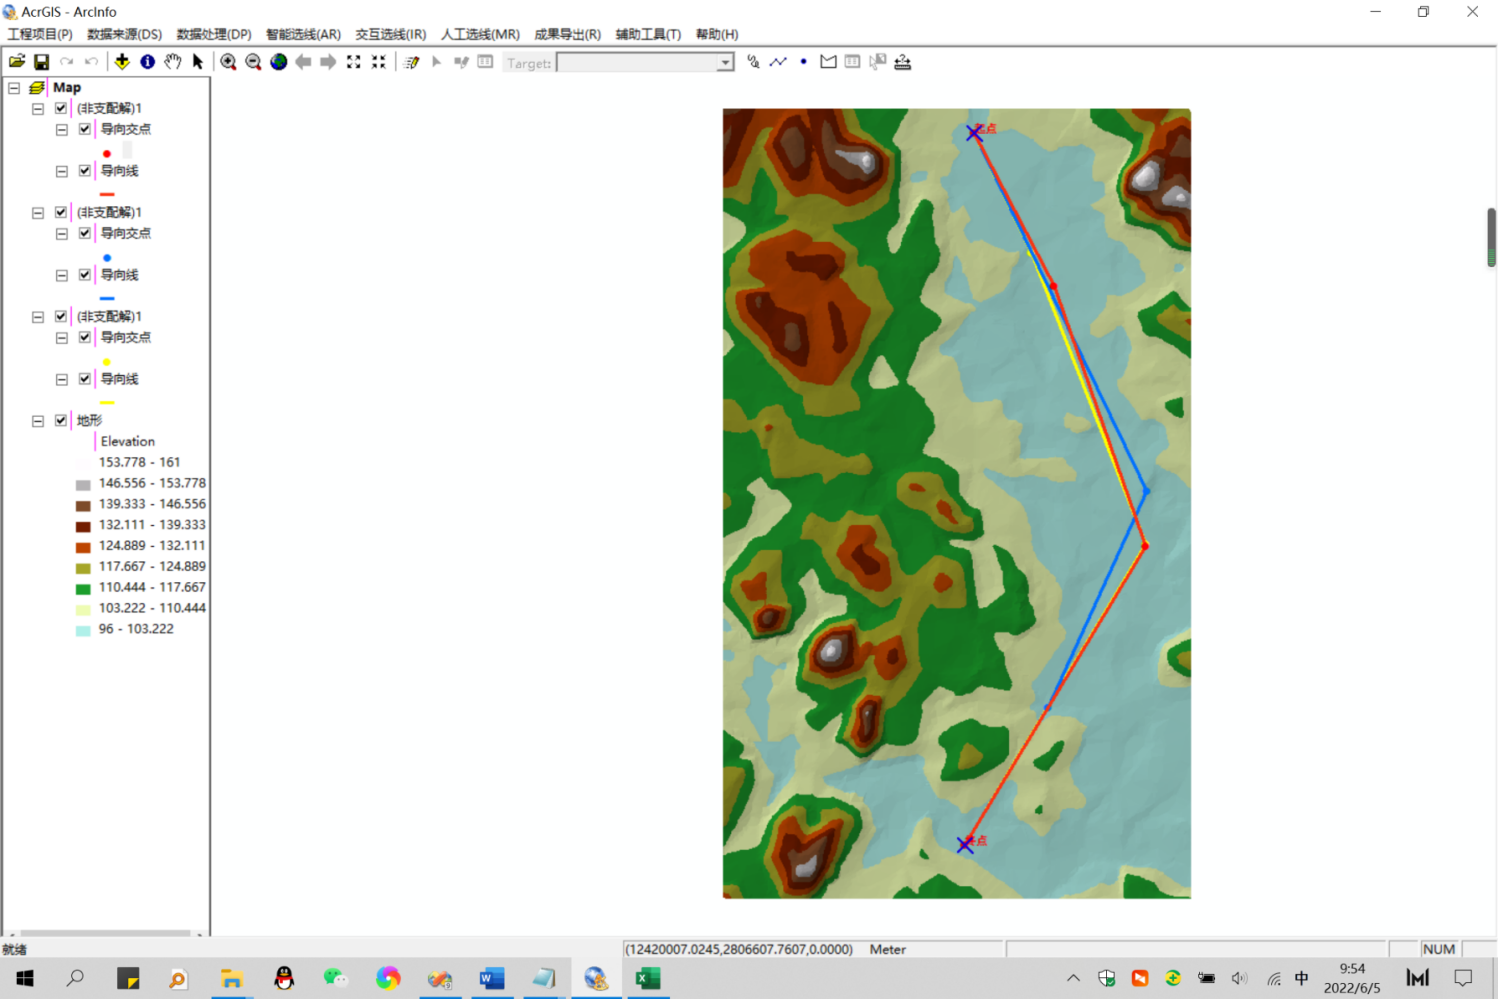 AcrGIS - ArcInfo
工程项目(P) 数据来源(DS) 数据处理(DP) 智能选线(AR) 交互选线(IR) 人工选线(MR) 成果导出(R) 辅助工具(T) 帮助(H)
Target:
Map
(非支配解)1
导向交点
导向线
(非支配解)1
导向交点
导向线
(非支配解)1
导向交点
导向线
地形
Elevation
153.778 - 161
146.556 - 153.778
139.333 - 146.556
132.111 - 139.333
124.889 - 132.111
117.667 - 124.889
110.444 - 117.667
103.222 - 110.444
96 - 103.222
起点
终点
就绪
(12420007.0245,2806607.7607,0.0000) Meter
NUM
中
9:54
2022/6/5